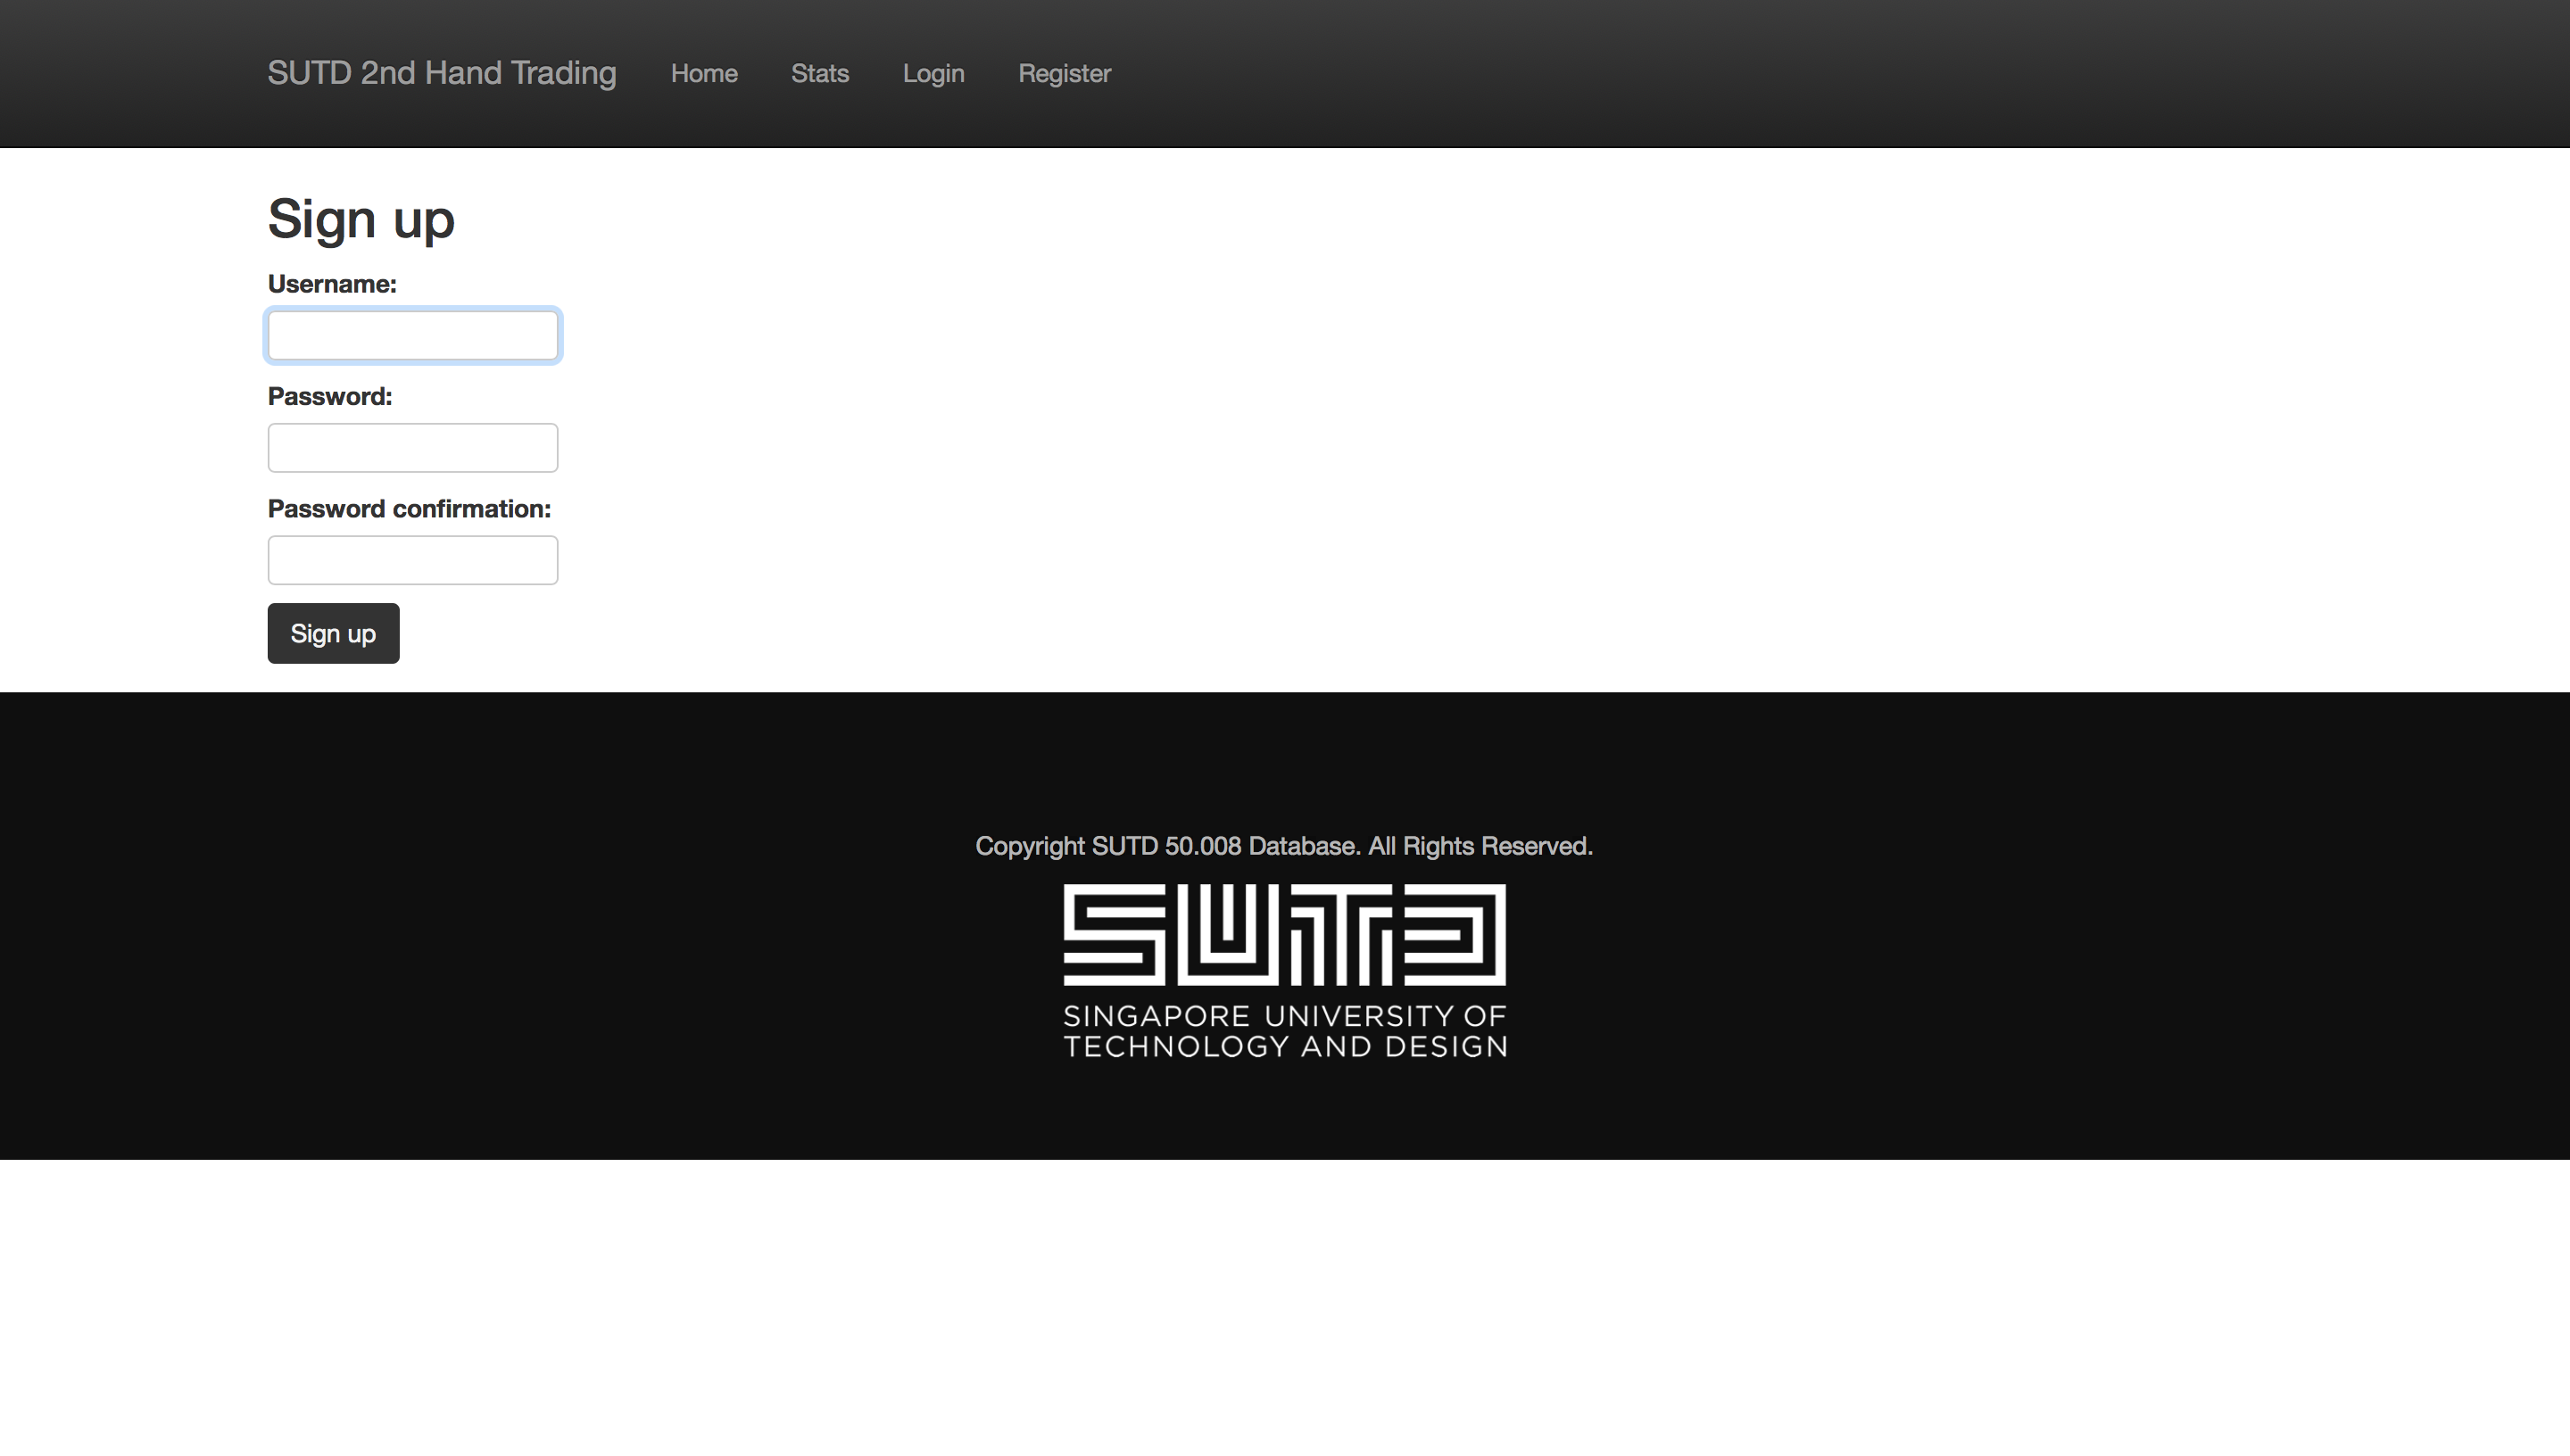 SUTD 2nd Hand Trading Home Stats Login Register
Sign up
Username:
Password:
Password confirmation:
Sign up
Copyright SUTD 50.008 Database. All Rights Reserved.
SUTD
SINGAPORE UNIVERSITY OF
TECHNOLOGY AND DESIGN